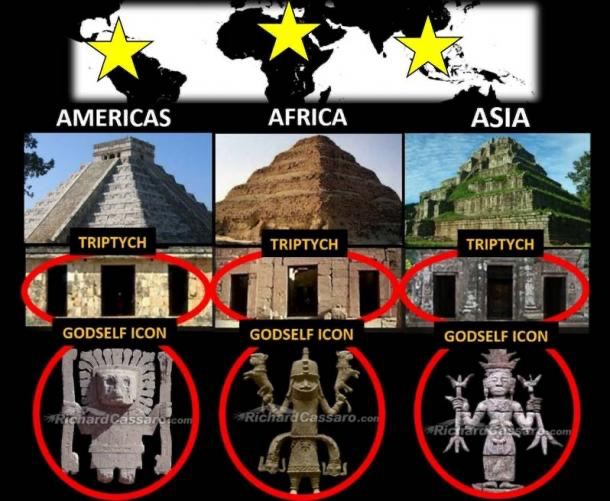 AMERICAS AFRICA ASIA
TRIPTYCH TRIPTYCH TRIPTYCH
GODSELF ICON GODSELF ICON GODSELF ICON
RichardCassaro.com RichardCassaro.com RichardCassaro.com